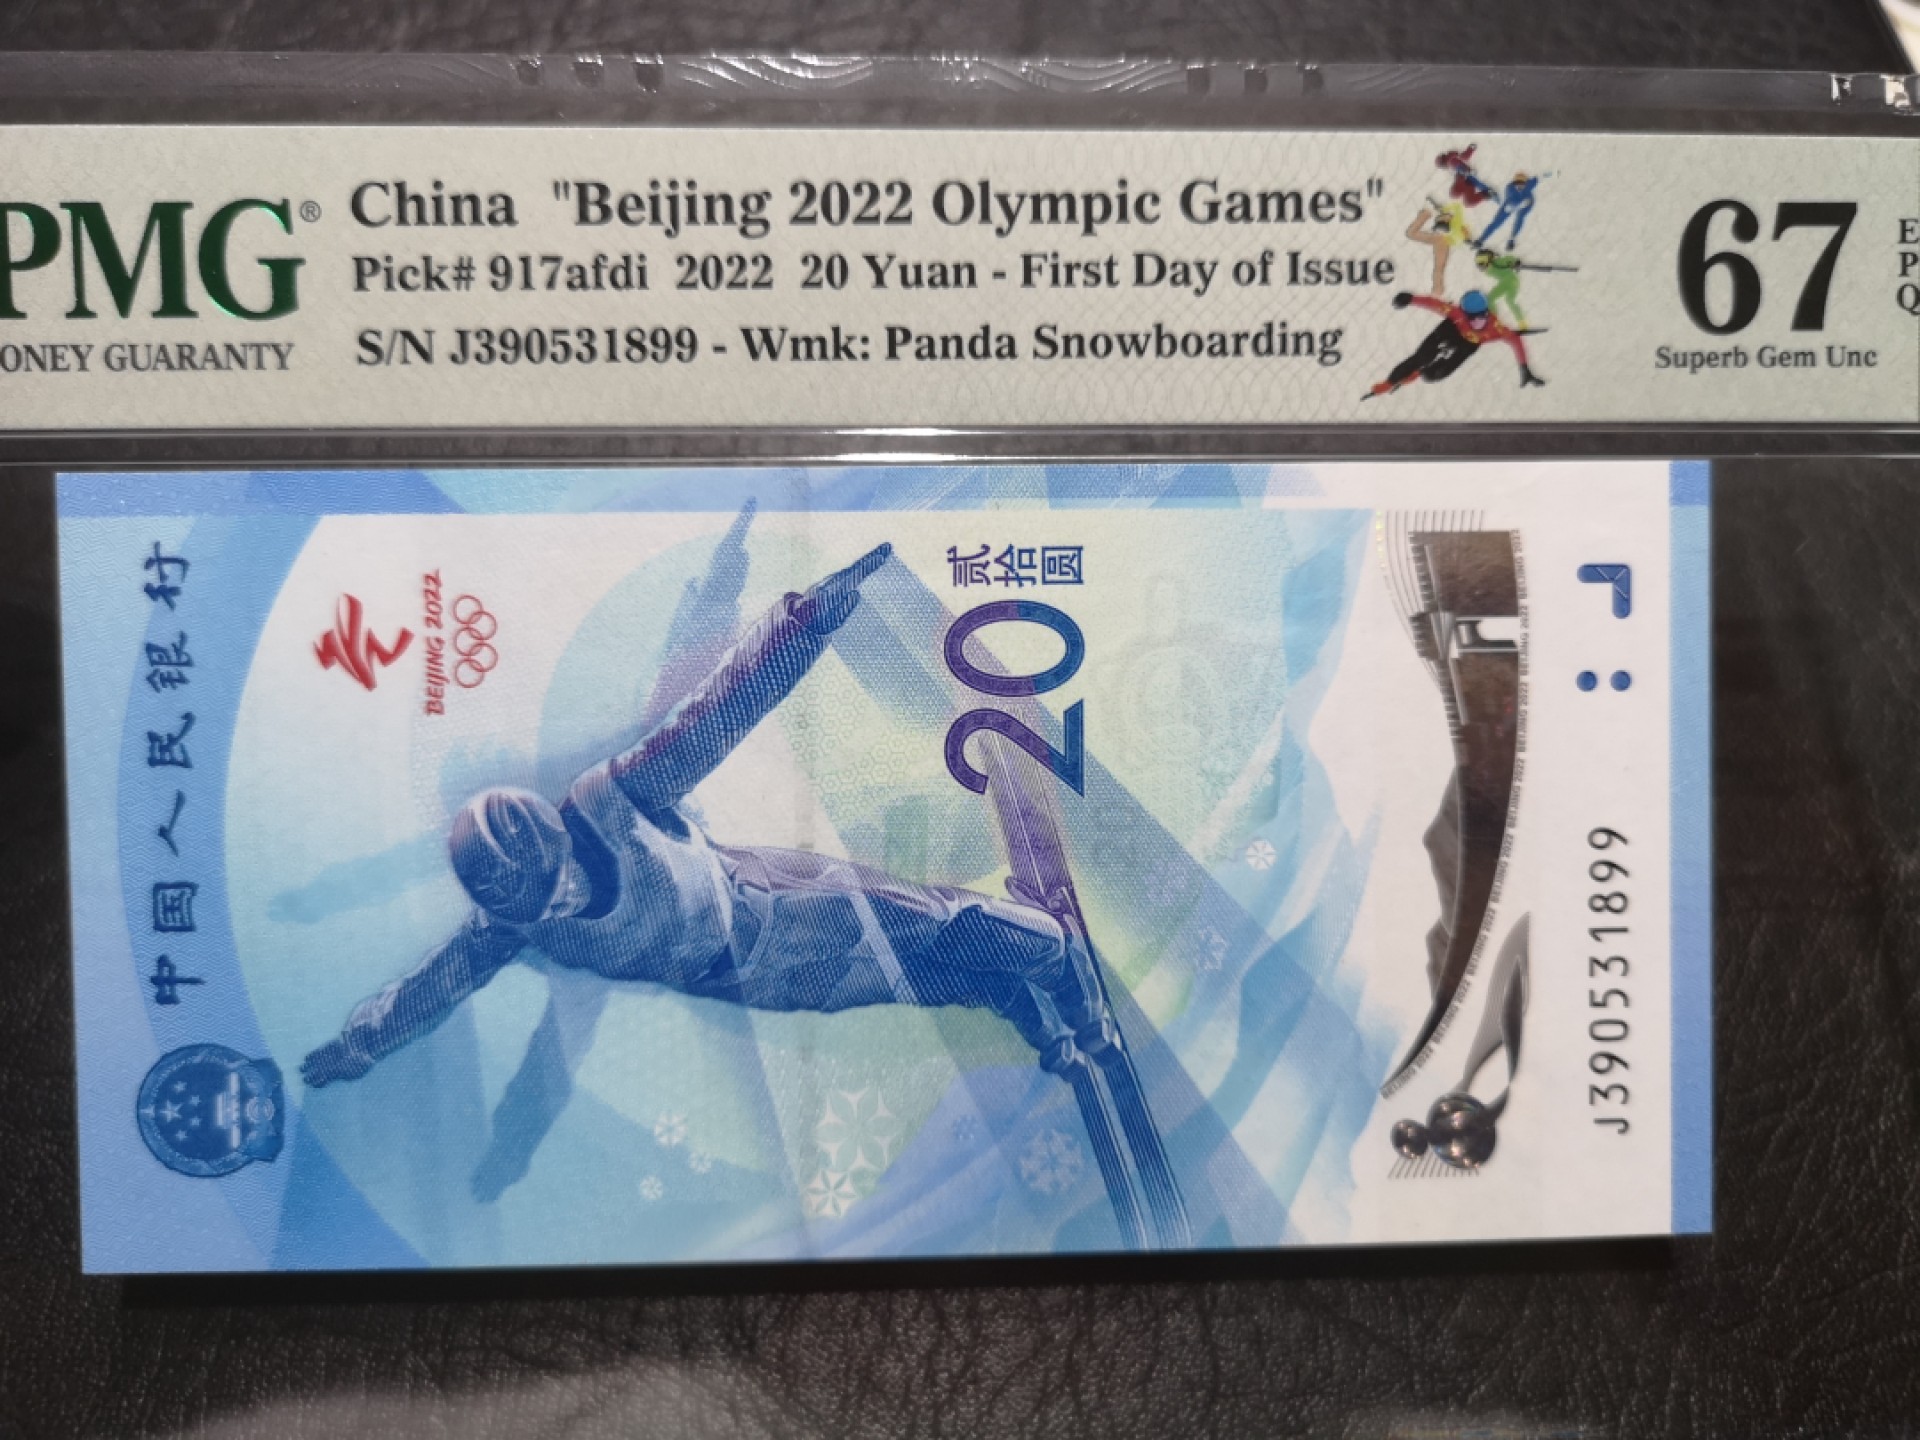 PMG®
ONEY GUARANTY
China "Beijing 2022 Olympic Games"
Pick# 917afdi 2022 20 Yuan - First Day of Issue
S/N J390531899 - Wmk: Panda Snowboarding
67
Superb Gem Unc
E
P
Q
中国人民银行
BEIJING 2022
贰拾圆
20
J390531899